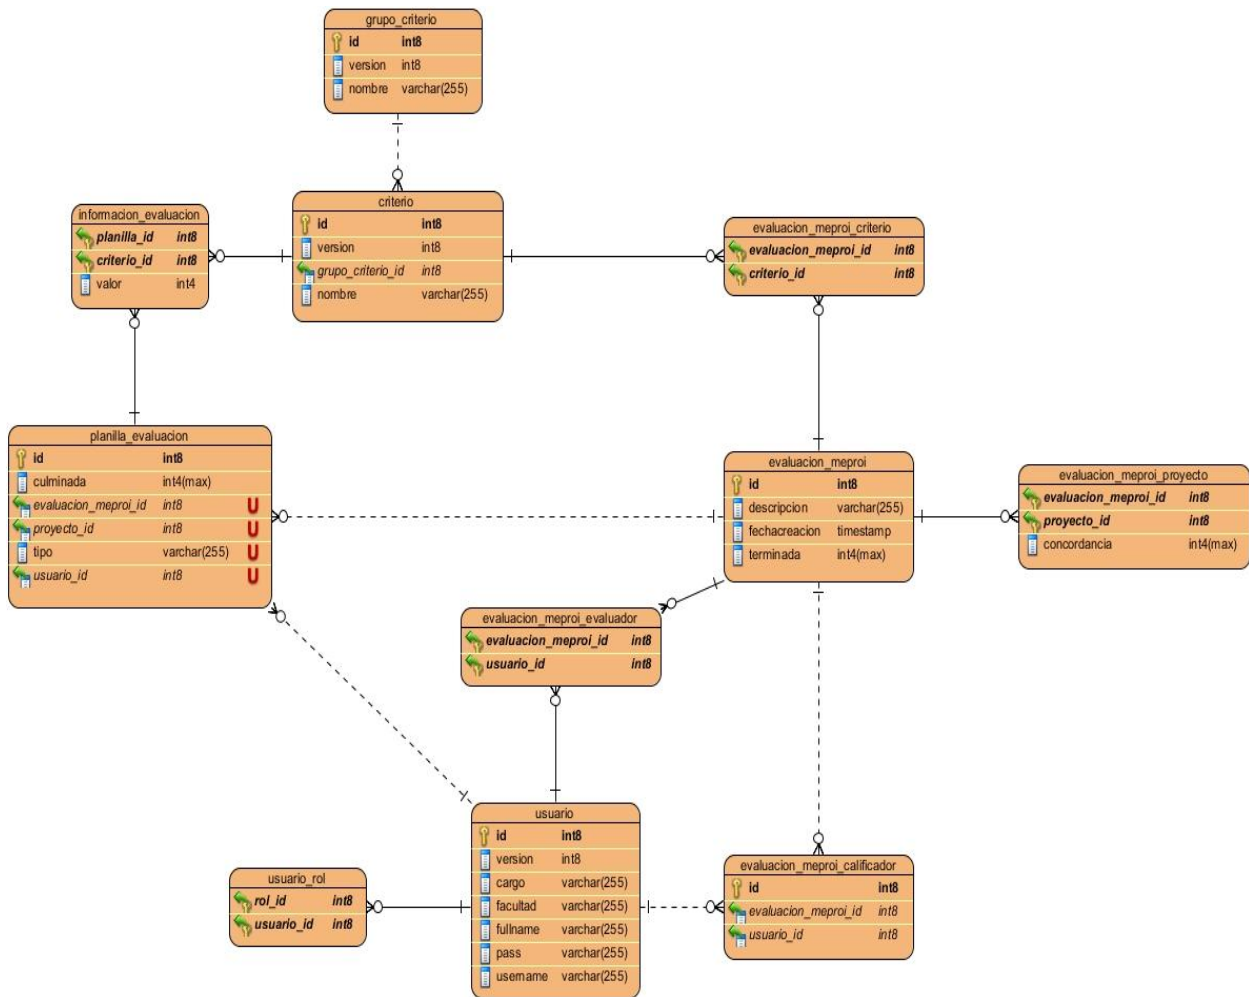 grupo_criterio
id int8
version int8
nombre varchar(255)
criterio
id int8
version int8
grupo_criterio_id int8
nombre varchar(255)
informacion_evaluacion
planilla_id int8
criterio_id int8
valor int4
evaluacion_meproi_criterio
evaluacion_meproi_id int8
criterio_id int8
planilla_evaluacion
id int8
culminada int4(max)
evaluacion_meproi_id int8 U
proyecto_id int8 U
tipo varchar(255) U
usuario_id int8 U
evaluacion_meproi
id int8
descripcion varchar(255)
fechacreacion timestamp
terminada int4(max)
evaluacion_meproi_proyecto
evaluacion_meproi_id int8
proyecto_id int8
concordancia int4(max)
evaluacion_meproi_evaluador
evaluacion_meproi_id int8
usuario_id int8
usuario
id int8
version int8
cargo varchar(255)
facultad varchar(255)
fullname varchar(255)
pass varchar(255)
username varchar(255)
usuario_rol
rol_id int8
usuario_id int8
evaluacion_meproi_calificador
id int8
evaluacion_meproi_id int8
usuario_id int8